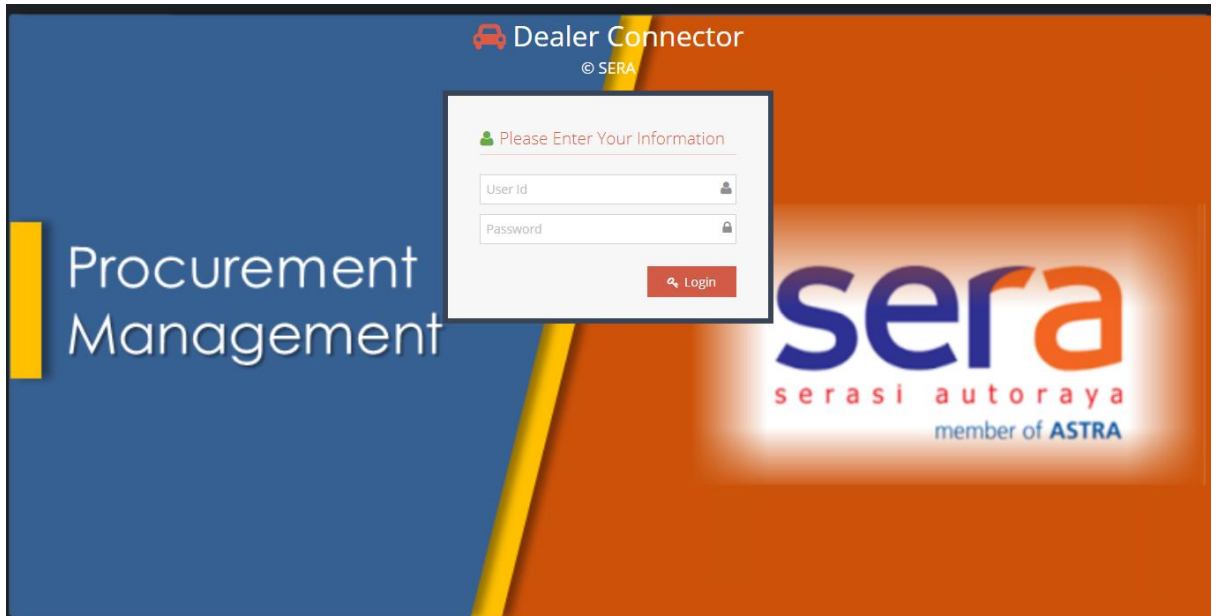 Dealer Connector
© SERA
Please Enter Your Information
User Id
Password
Login
Procurement
Management
sera
serasi autoraya
member of ASTRA